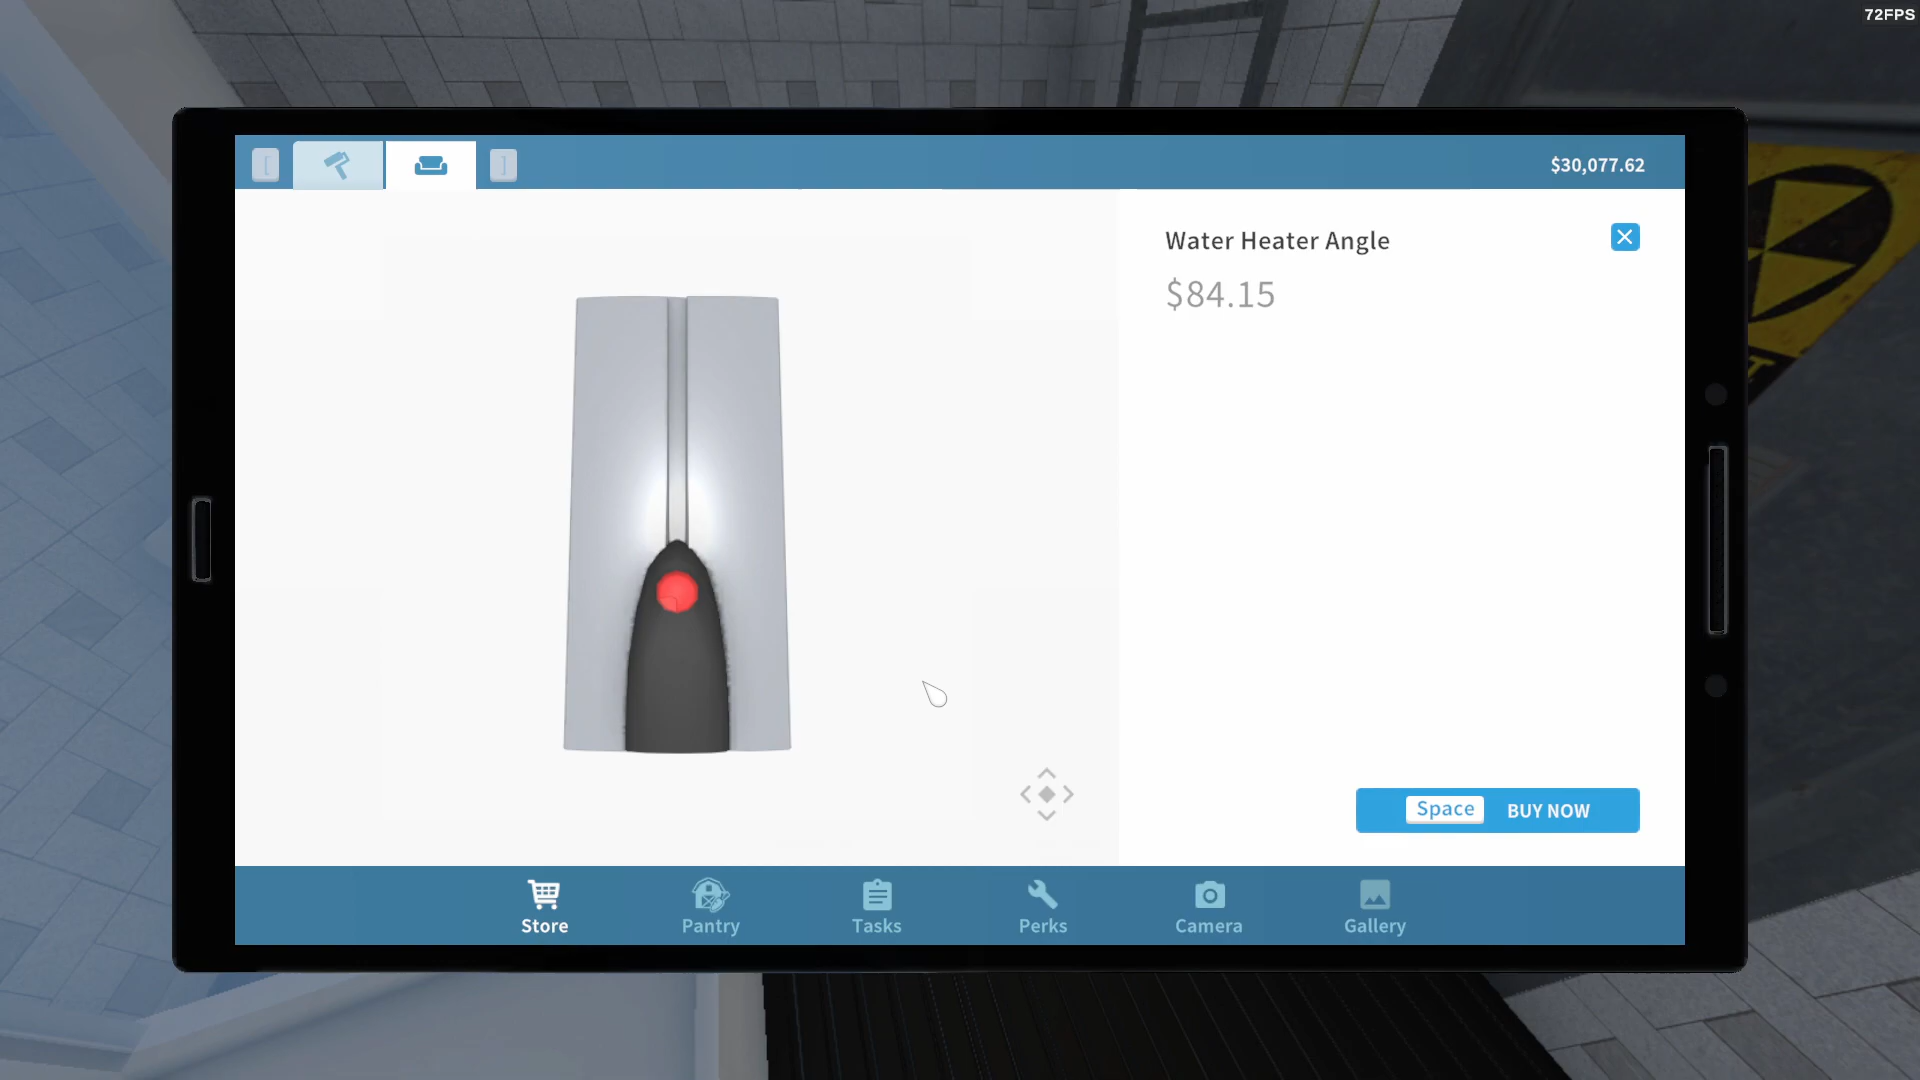 72FPS
[
]
$30,077.62
Water Heater Angle
$84.15
Space BUY NOW
Store
Pantry
Tasks
Perks
Camera
Gallery